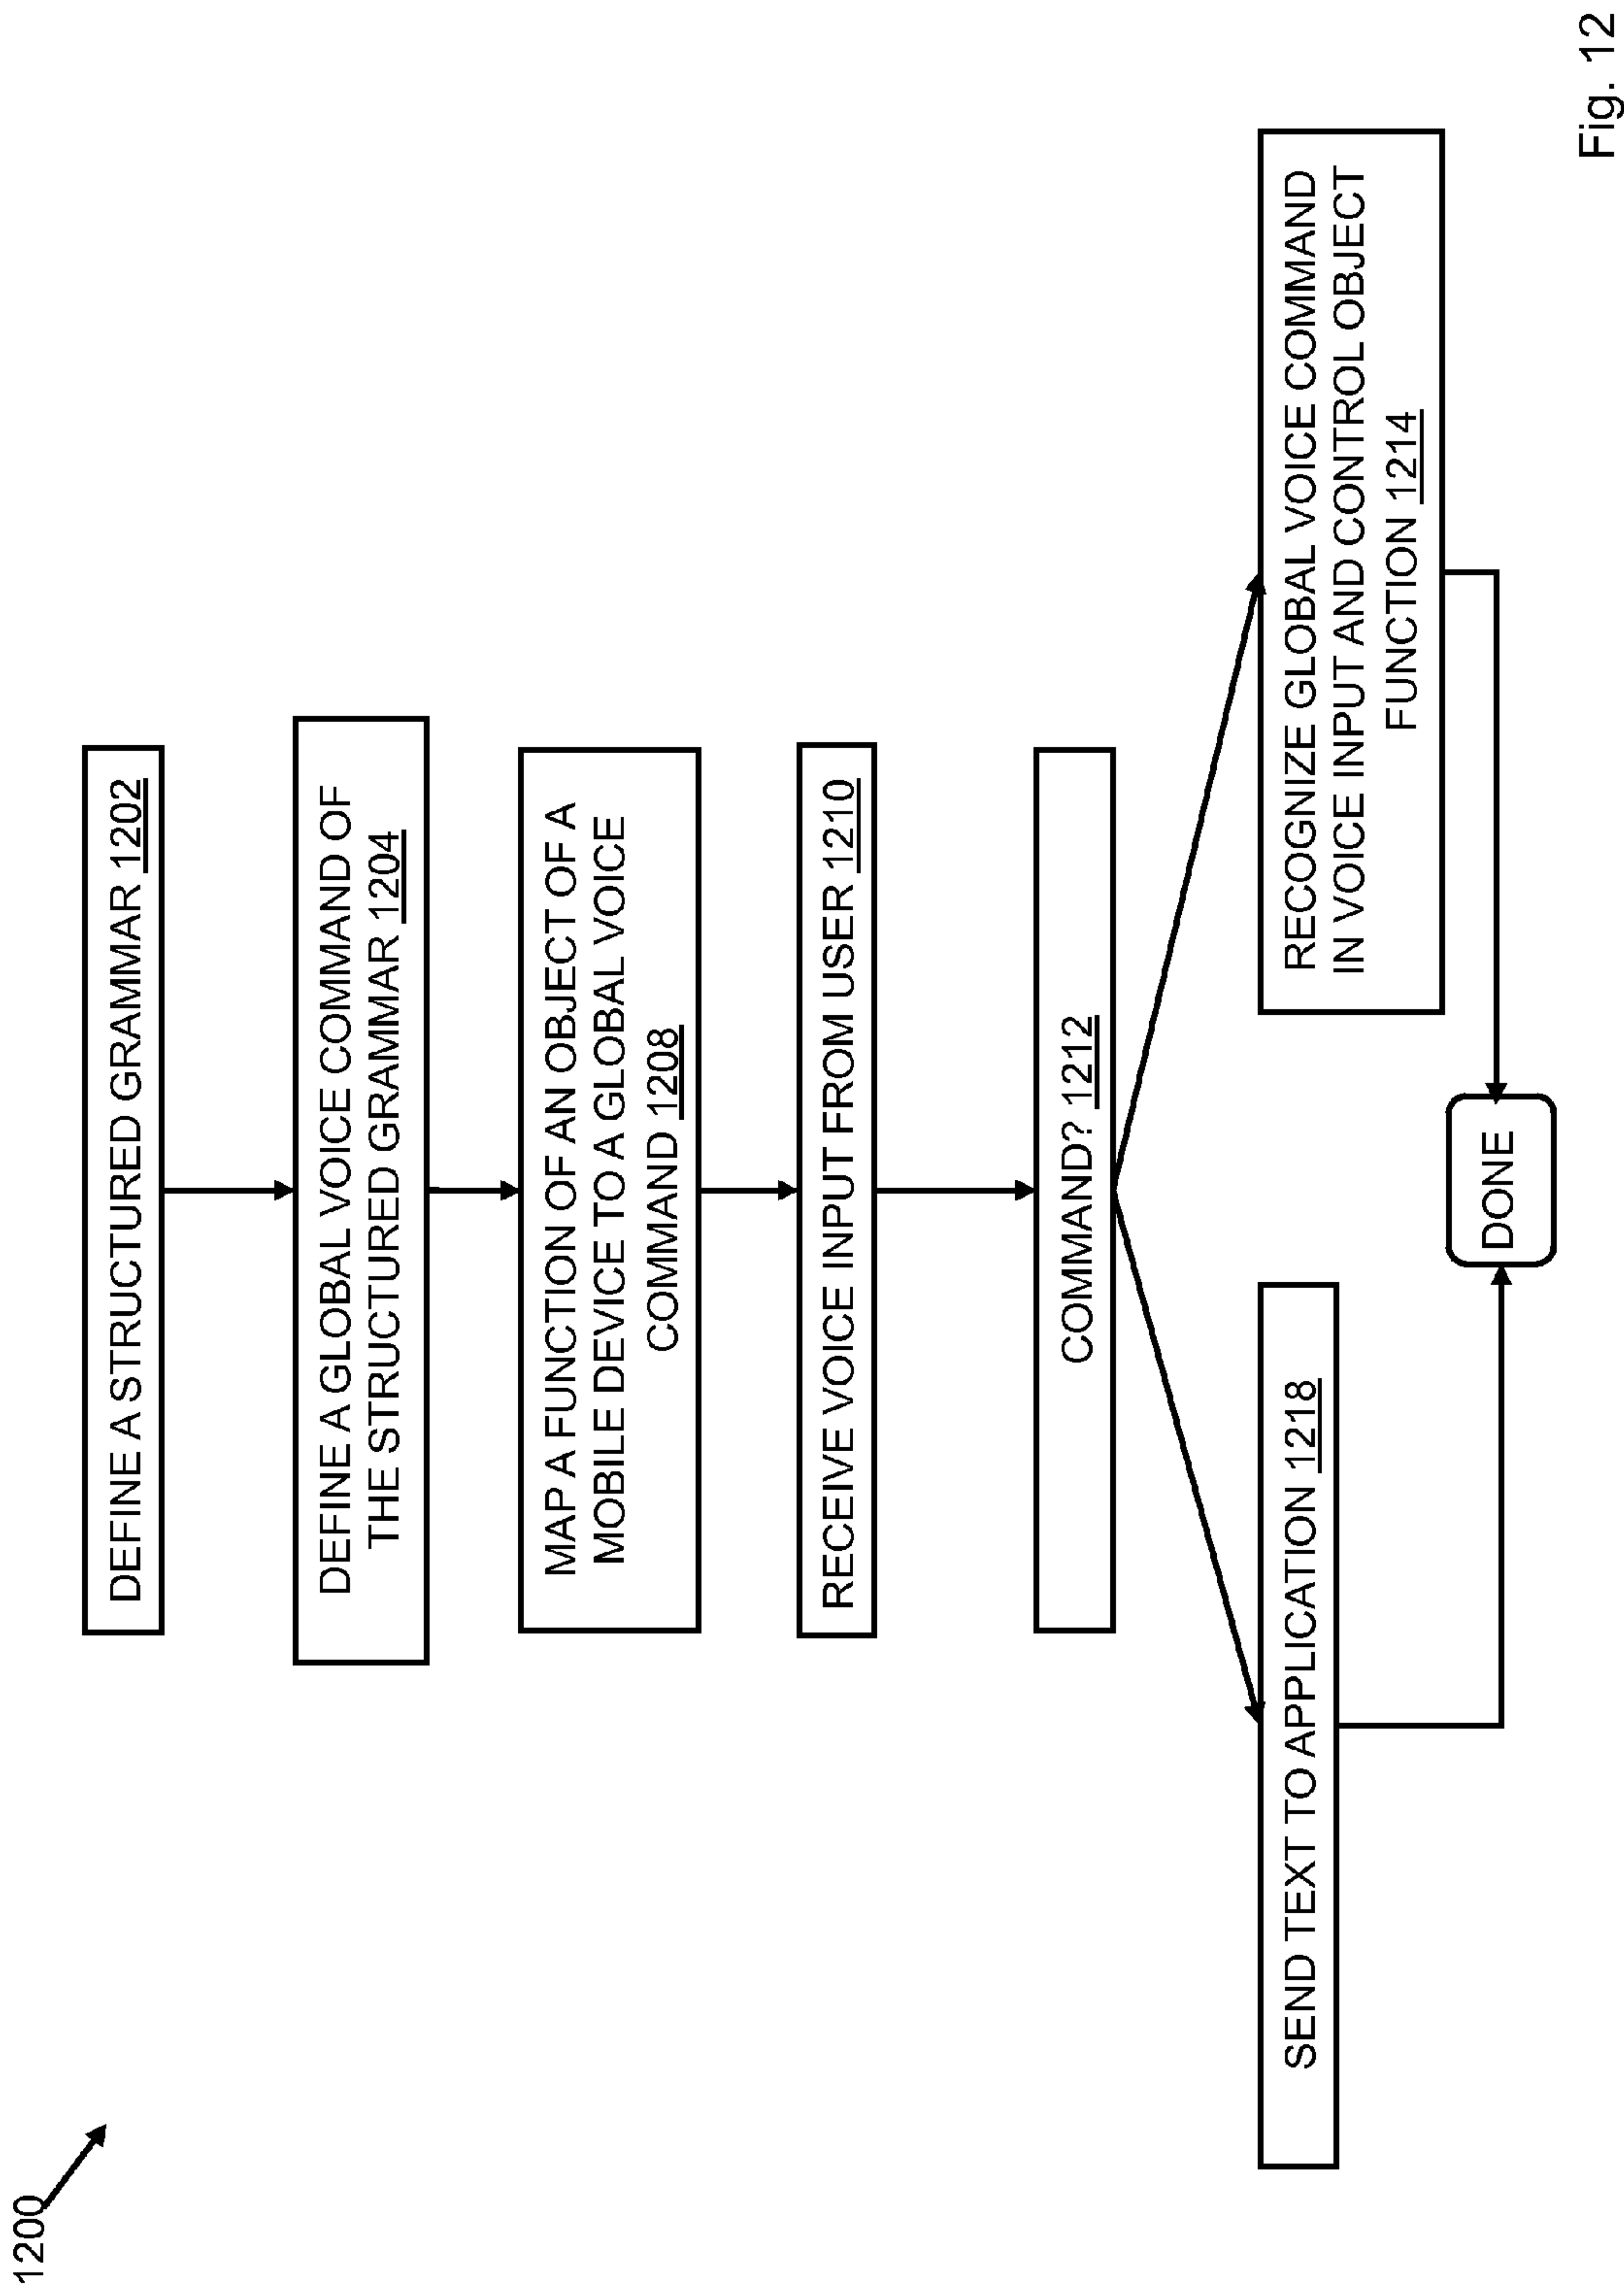 1200
DEFINE A STRUCTURED GRAMMAR 1202
DEFINE A GLOBAL VOICE COMMAND OF
THE STRUCTURED GRAMMAR 1204
MAP A FUNCTION OF AN OBJECT OF A
MOBILE DEVICE TO A GLOBAL VOICE
COMMAND 1208
RECEIVE VOICE INPUT FROM USER 1210
COMMAND? 1212
SEND TEXT TO APPLICATION 1218
RECOGNIZE GLOBAL VOICE COMMAND
IN VOICE INPUT AND CONTROL OBJECT
FUNCTION 1214
DONE
Fig. 12